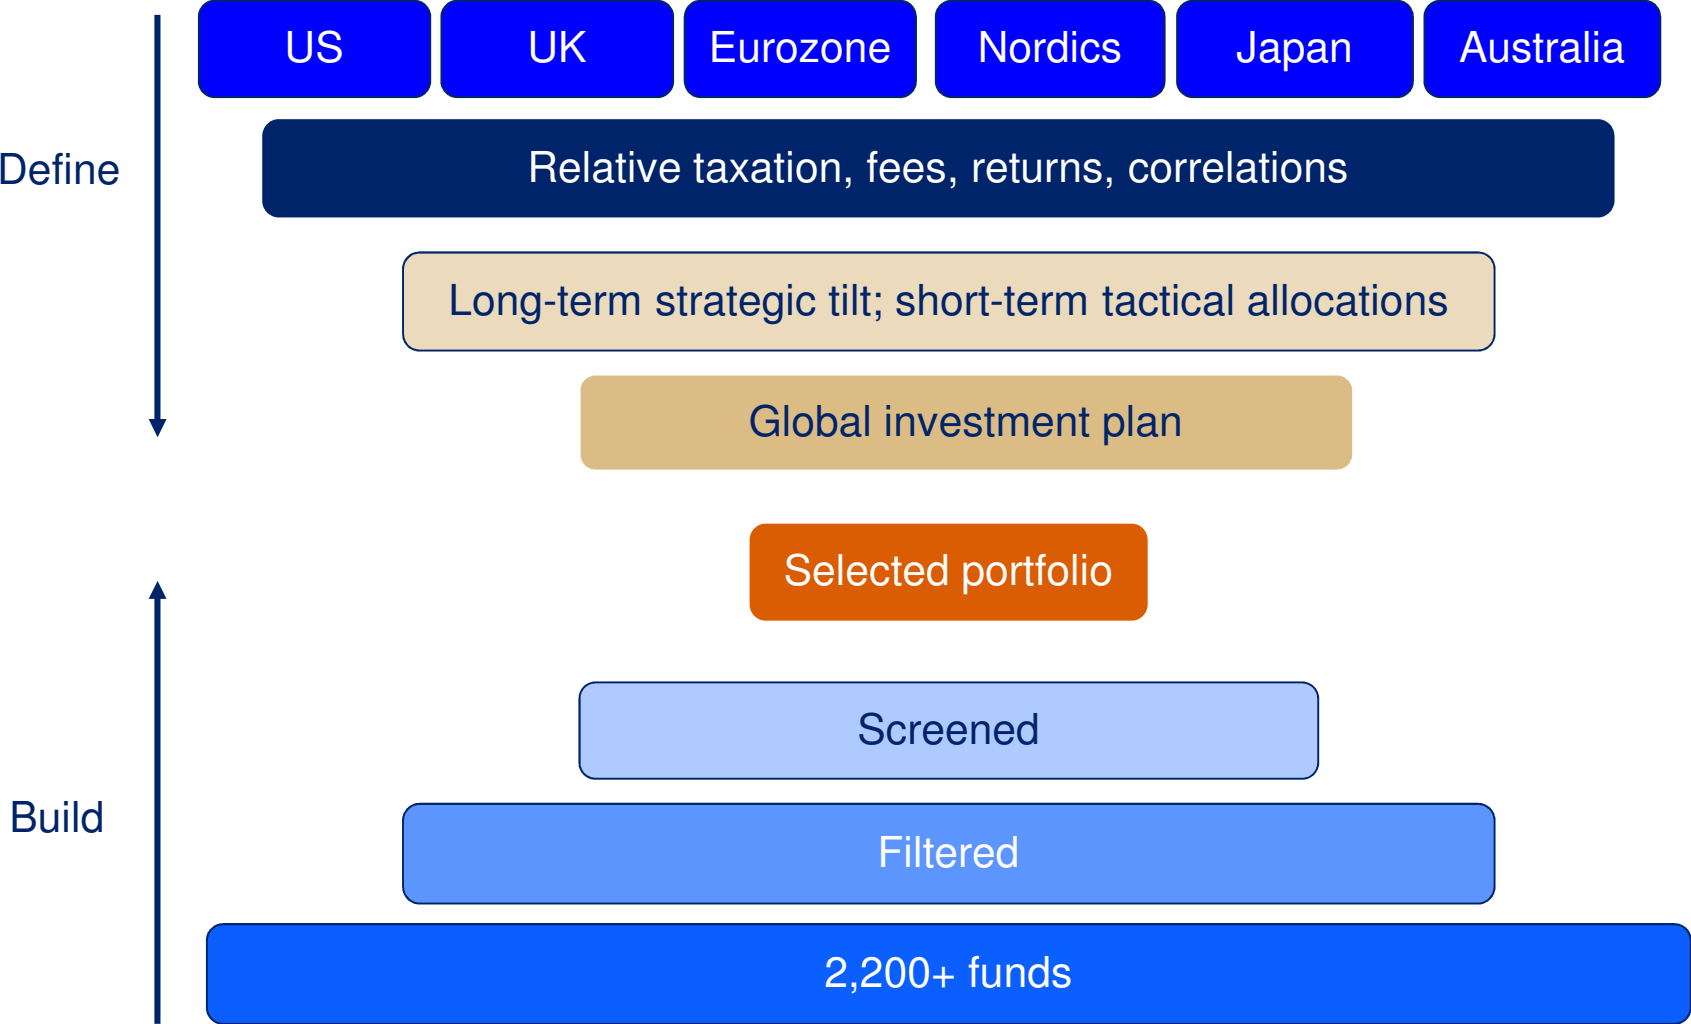 US
UK
Eurozone
Nordics
Japan
Australia
Define
Relative taxation, fees, returns, correlations
Long-term strategic tilt; short-term tactical allocations
Global investment plan
Selected portfolio
Screened
Build
Filtered
2,200+ funds